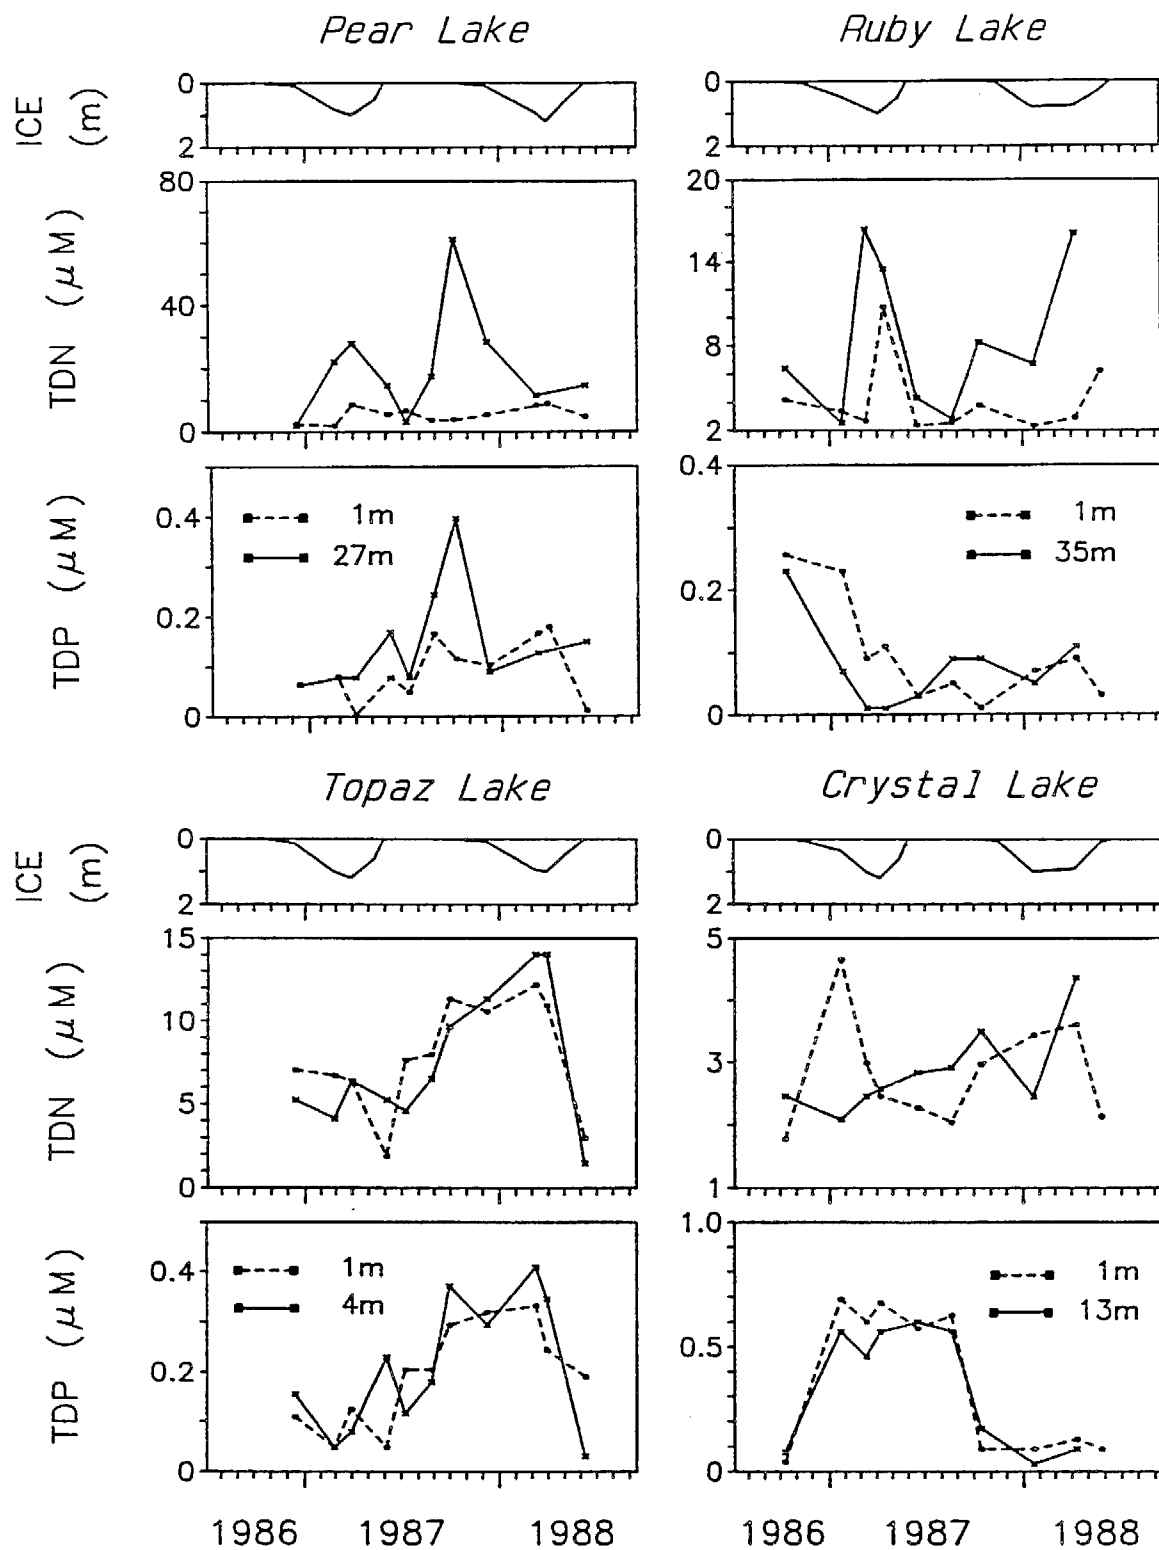 Pear Lake
Ruby Lake
ICE
(m)
0
2
0
2
TDN (μM)
80
40
0
20
14
8
2
TDP (μM)
0.4
0.2
0
1m
27m
0.4
0.2
0
1m
35m
Topaz Lake
Crystal Lake
ICE
(m)
0
2
0
2
TDN (μM)
15
10
5
0
5
3
1
TDP (μM)
0.4
0.2
0
1m
4m
1.0
0.5
0
1m
13m
1986 1987 1988
1986 1987 1988